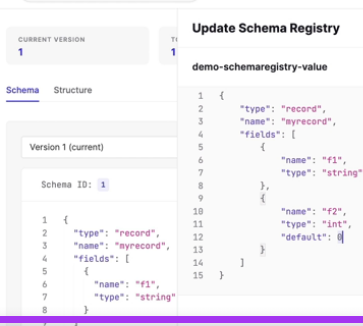 CURRENT VERSION
1
1
Schema
Structure
Version 1 (current)
Schema ID: 1
1 {
2 "type": "record",
3 "name": "myrecord",
4 "fields": [
5 {
6 "name": "f1",
7 "type": "string"
8 }
Update Schema Registry
demo-schemaregistry-value
1 {
2 "type": "record",
3 "name": "myrecord",
4 "fields": [
5 {
6 "name": "f1",
7 "type": "string"
8 },
9 {
10 "name": "f2",
11 "type": "int",
12 "default": 0
13 }
14 ]
15 }